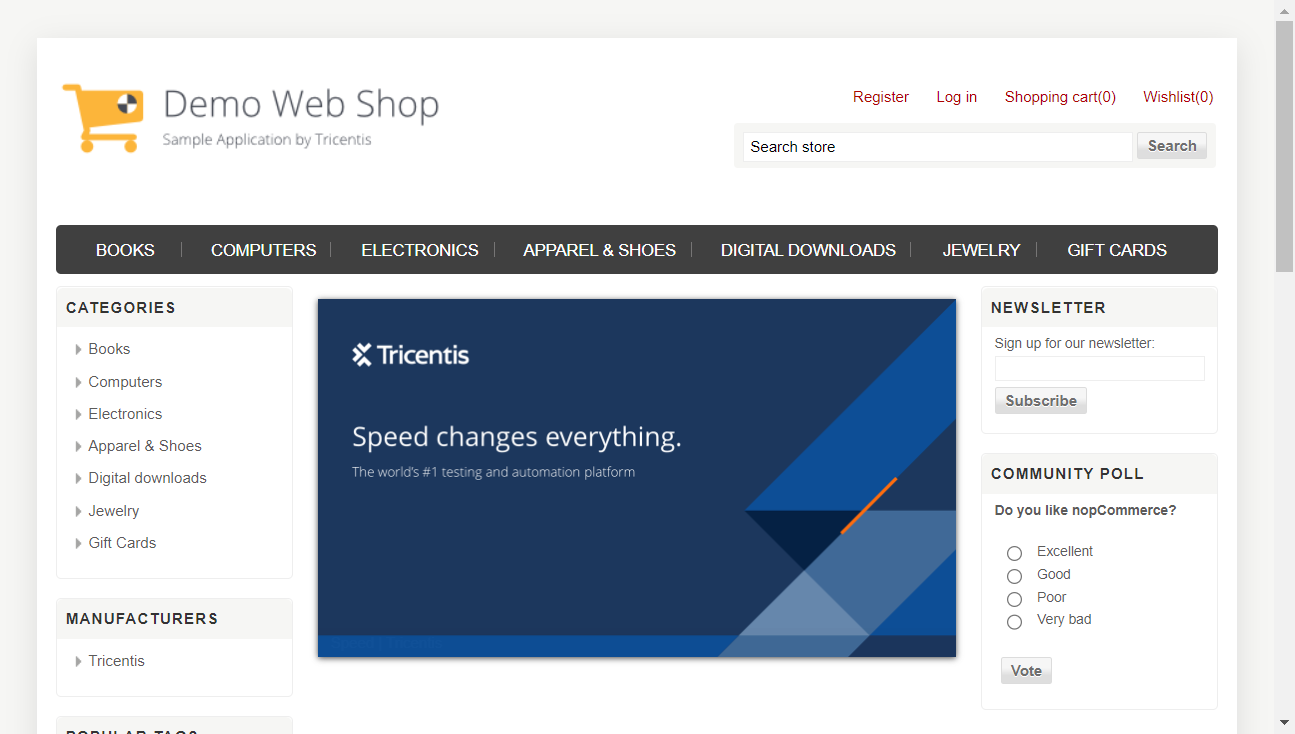 Demo Web Shop
Sample Application by Tricentis
Register Log in Shopping cart(0) Wishlist(0)
Search store Search
BOOKS COMPUTERS ELECTRONICS APPAREL & SHOES DIGITAL DOWNLOADS JEWELRY GIFT CARDS
CATEGORIES
Books
Computers
Electronics
Apparel & Shoes
Digital downloads
Jewelry
Gift Cards
MANUFACTURERS
Tricentis
POPULAR TAGS
Tricentis
Speed changes everything.
The world's #1 testing and automation platform
NEWSLETTER
Sign up for our newsletter:
Subscribe
COMMUNITY POLL
Do you like nopCommerce?
Excellent
Good
Poor
Very bad
Vote